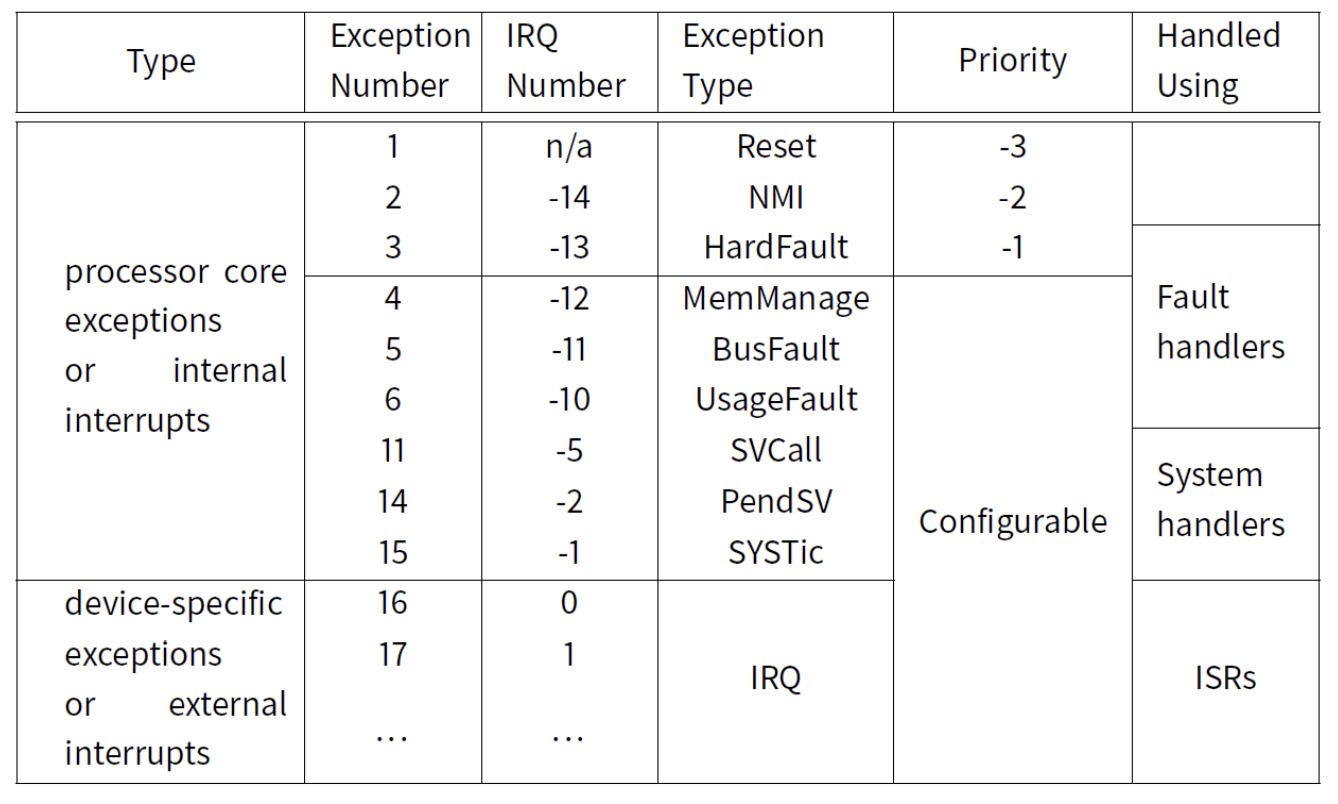 Type Exception Number IRQ Number Exception Type Priority Handled Using
processor core exceptions or internal interrupts
1 n/a Reset -3
2 -14 NMI -2
3 -13 HardFault -1
4 -12 MemManage
5 -11 BusFault
6 -10 UsageFault
Fault handlers
11 -5 SVCall
14 -2 PendSV
15 -1 SYSTic
Configurable
System handlers
device-specific exceptions or external interrupts
16 0
17 1
... ...
IRQ
ISRs